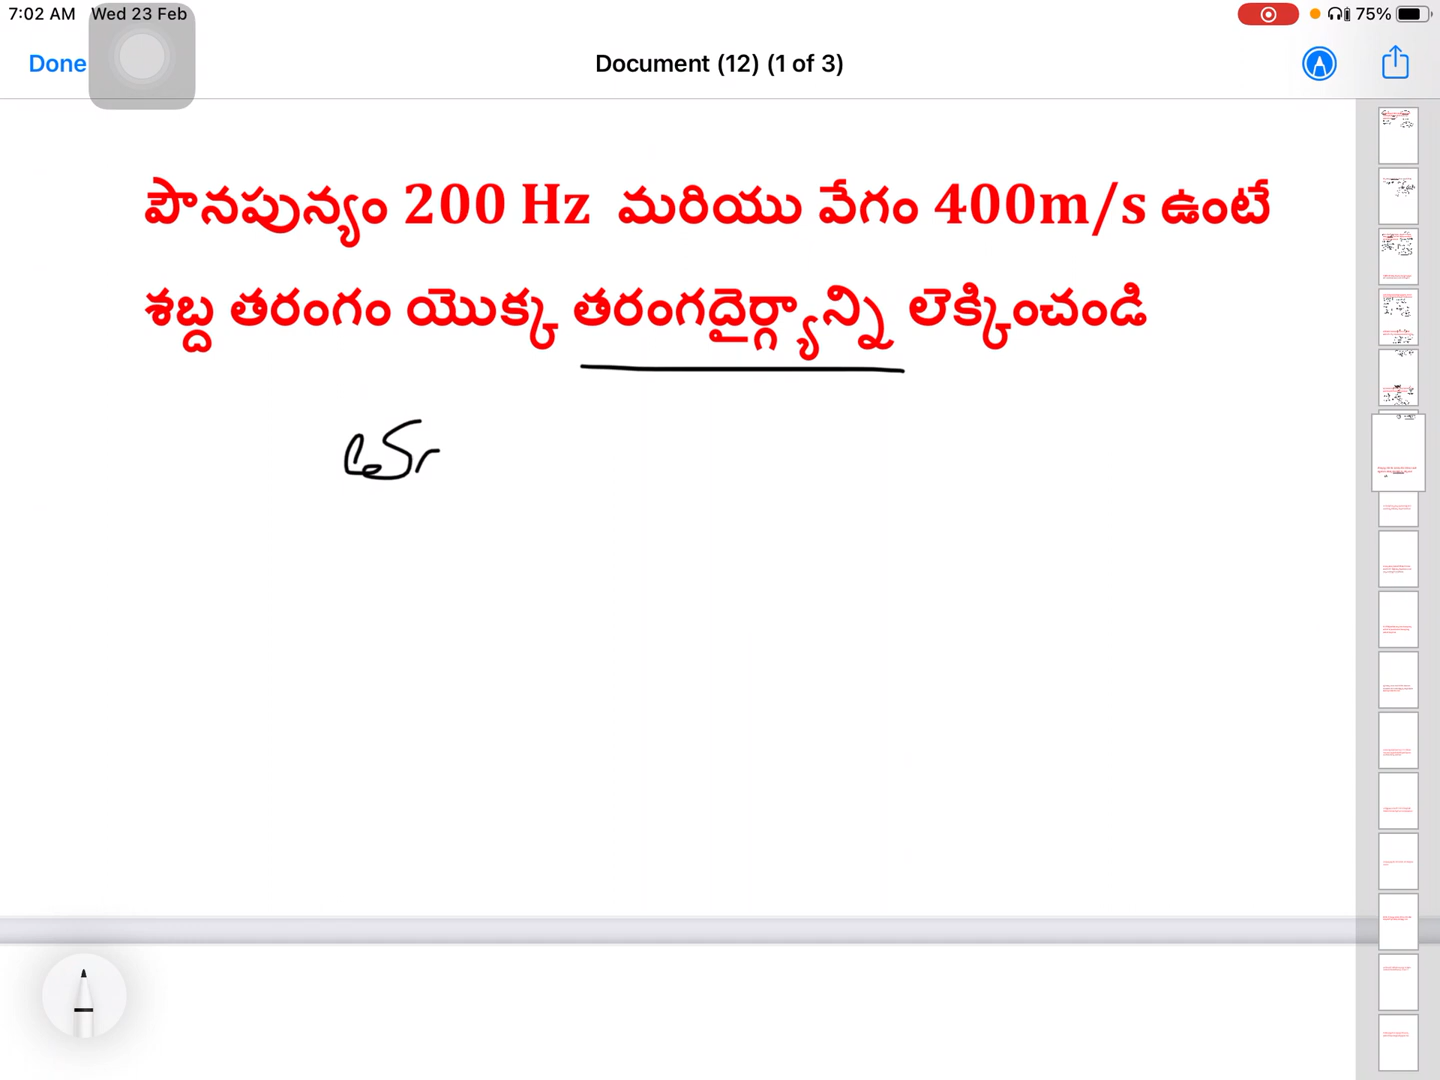 7:02 AM Wed 23 Feb 75%
Done Document (12) (1 of 3)
పౌనపున్యం 200 Hz మరియు వేగం 400m/s ఉంటే
శబ్ద తరంగం యొక్క తరంగదైర్గ్యాన్ని లెక్కించండి